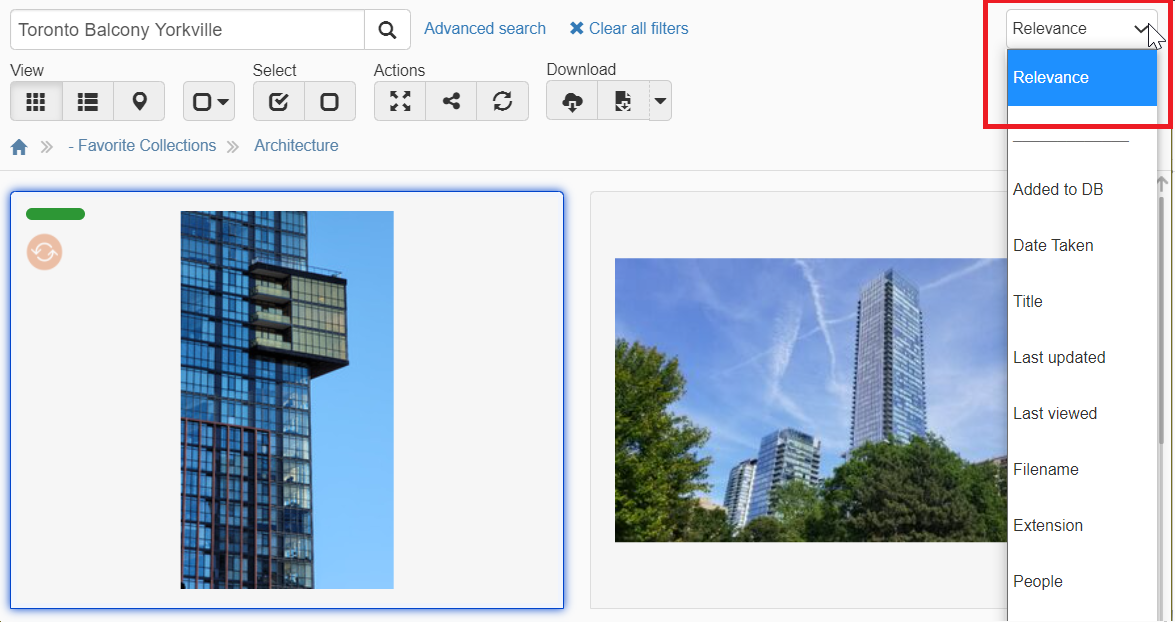 Toronto Balcony Yorkville
Advanced search
Clear all filters
Relevance
View
Select
Actions
Download
- Favorite Collections
Architecture
Relevance
Added to DB
Date Taken
Title
Last updated
Last viewed
Filename
Extension
People